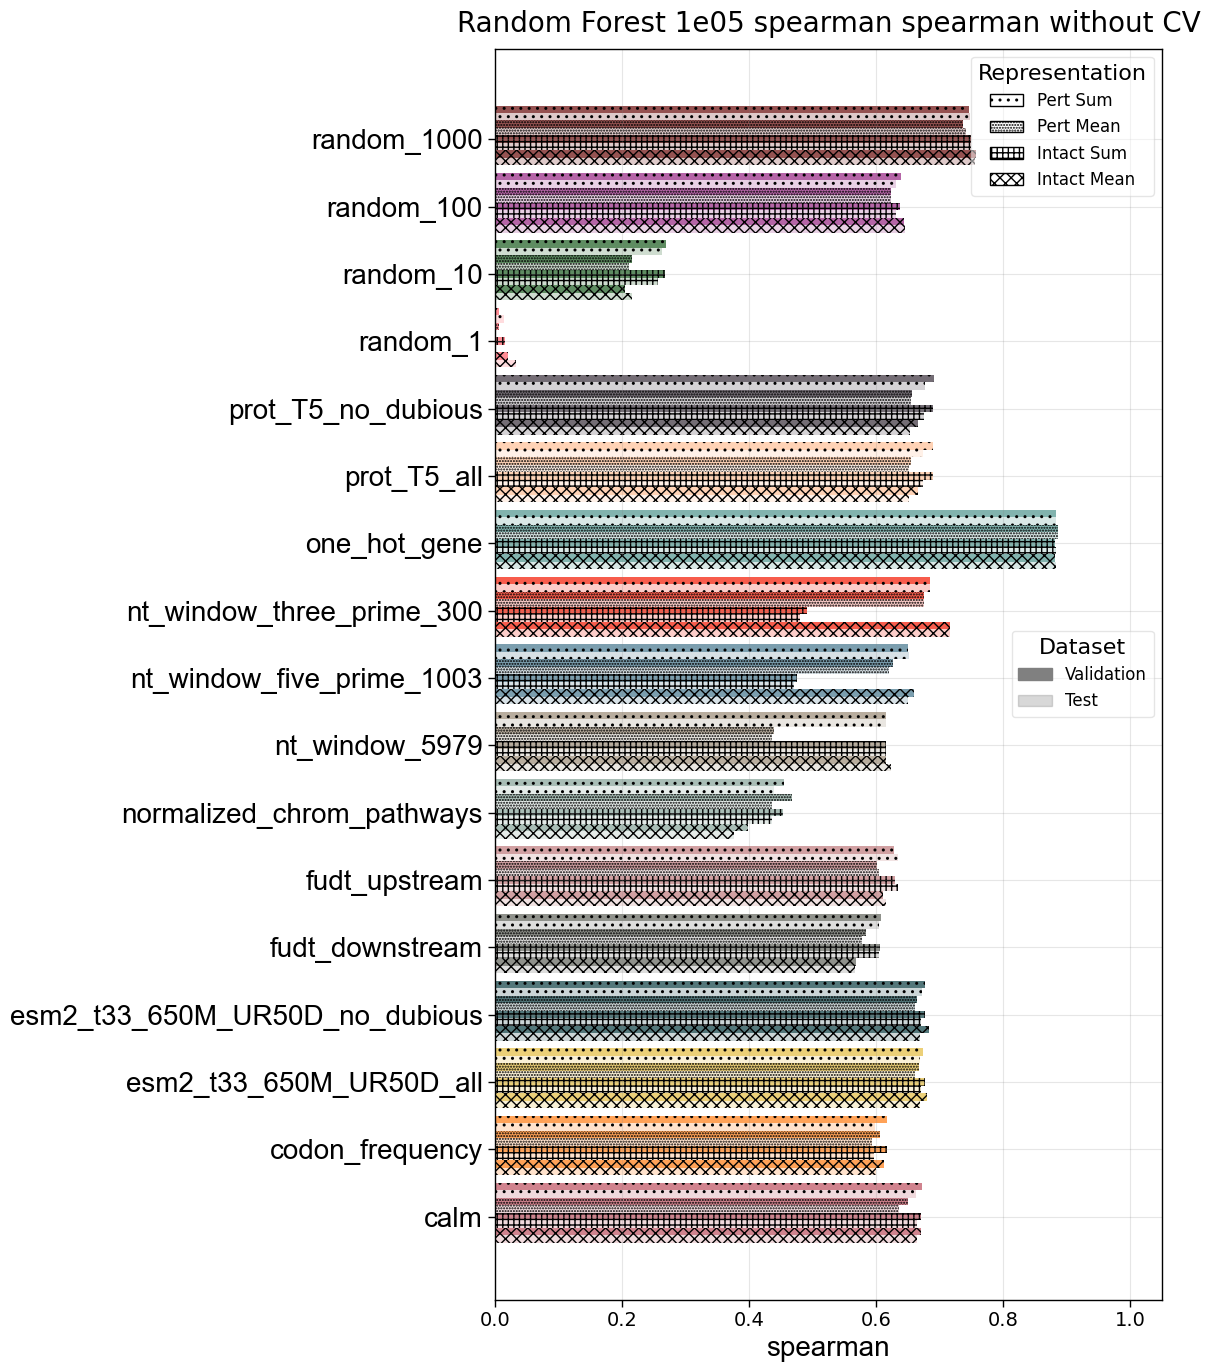 Random Forest 1e05 spearman spearman without CV
Representation
Pert Sum
Pert Mean
Intact Sum
Intact Mean
random_1000
random_100
random_10
random_1
prot_T5_no_dubious
prot_T5_all
one_hot_gene
nt_window_three_prime_300
nt_window_five_prime_1003
Dataset
Validation
Test
nt_window_5979
normalized_chrom_pathways
fudt_upstream
fudt_downstream
esm2_t33_650M_UR50D_no_dubious
esm2_t33_650M_UR50D_all
codon_frequency
calm
0.0 0.2 0.4 0.6 0.8 1.0
spearman